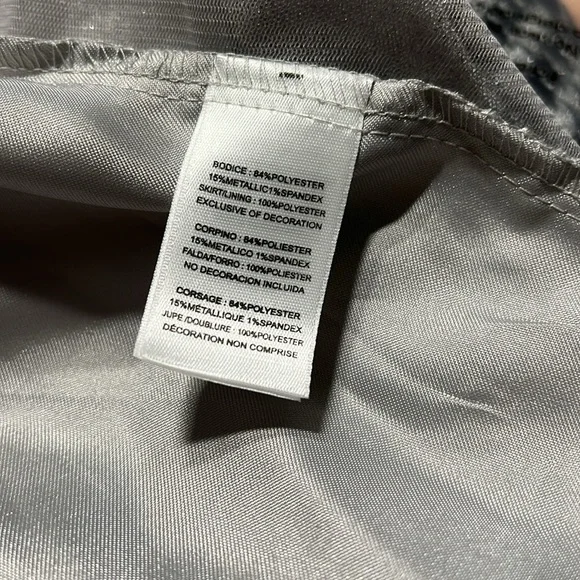 BODICE : 84%POLYESTER
15%METALLIC1%SPANDEX
SKIRT/LINING : 100%POLYESTER
EXCLUSIVE OF DECORATION
CORPINO : 84%POLIESTER
15%METALICO 1%SPANDEX
FALDA/FORRO : 100%POLIESTER
NO DECORACION INCLUIDA
CORSAGE : 84%POLYESTER
15%MÉTALLIQUE 1%SPANDEX
JUPE /DOUBLURE : 100%POLYESTER
DÉCORATION NON COMPRISE